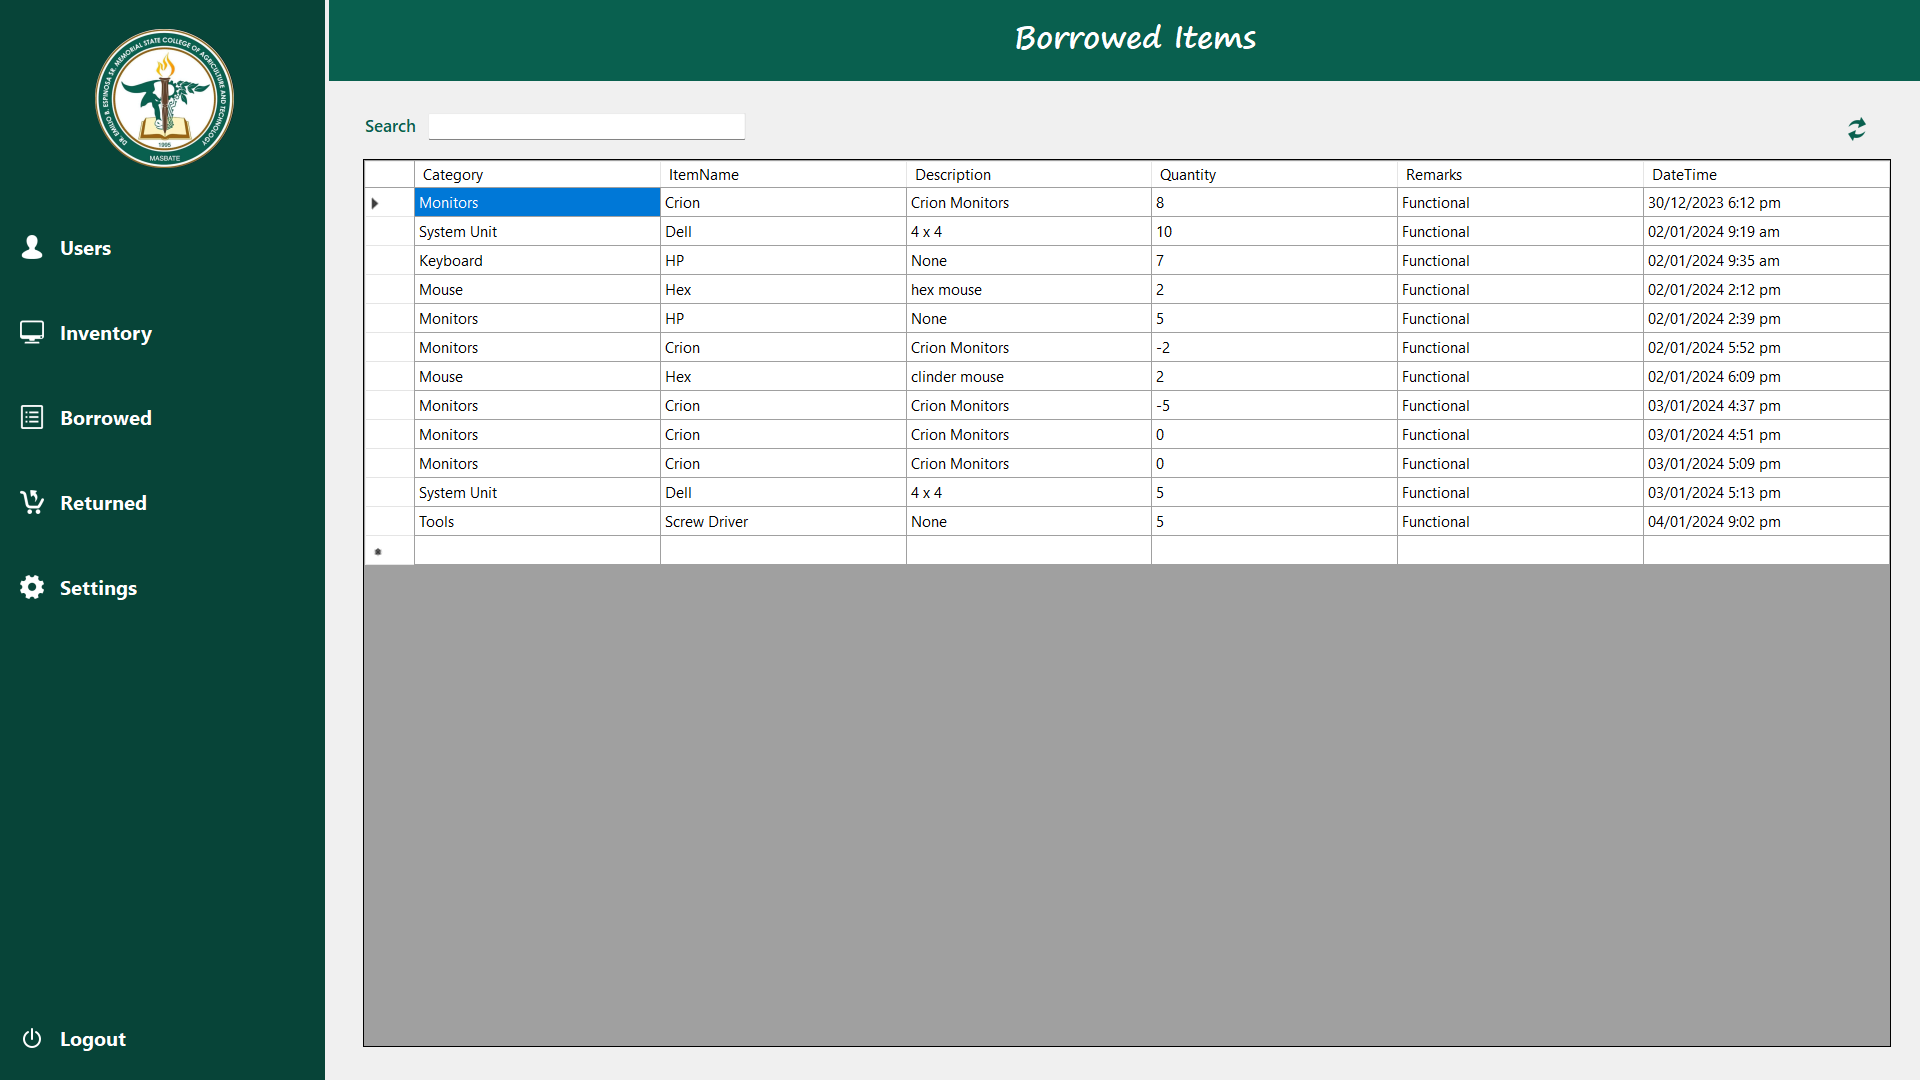 DR. EMILIO B. ESPINOSA SR. MEMORIAL STATE COLLEGE OF AGRICULTURE AND TECHNOLOGY
1995
MASBATE
Users
Inventory
Borrowed
Returned
Settings
Logout
Borrowed Items
Search
Category ItemName Description Quantity Remarks DateTime
Monitors Crion Crion Monitors 8 Functional 30/12/2023 6:12 pm
System Unit Dell 4 x 4 10 Functional 02/01/2024 9:19 am
Keyboard HP None 7 Functional 02/01/2024 9:35 am
Mouse Hex hex mouse 2 Functional 02/01/2024 2:12 pm
Monitors HP None 5 Functional 02/01/2024 2:39 pm
Monitors Crion Crion Monitors -2 Functional 02/01/2024 5:52 pm
Mouse Hex clinder mouse 2 Functional 02/01/2024 6:09 pm
Monitors Crion Crion Monitors -5 Functional 03/01/2024 4:37 pm
Monitors Crion Crion Monitors 0 Functional 03/01/2024 4:51 pm
Monitors Crion Crion Monitors 0 Functional 03/01/2024 5:09 pm
System Unit Dell 4 x 4 5 Functional 03/01/2024 5:13 pm
Tools Screw Driver None 5 Functional 04/01/2024 9:02 pm